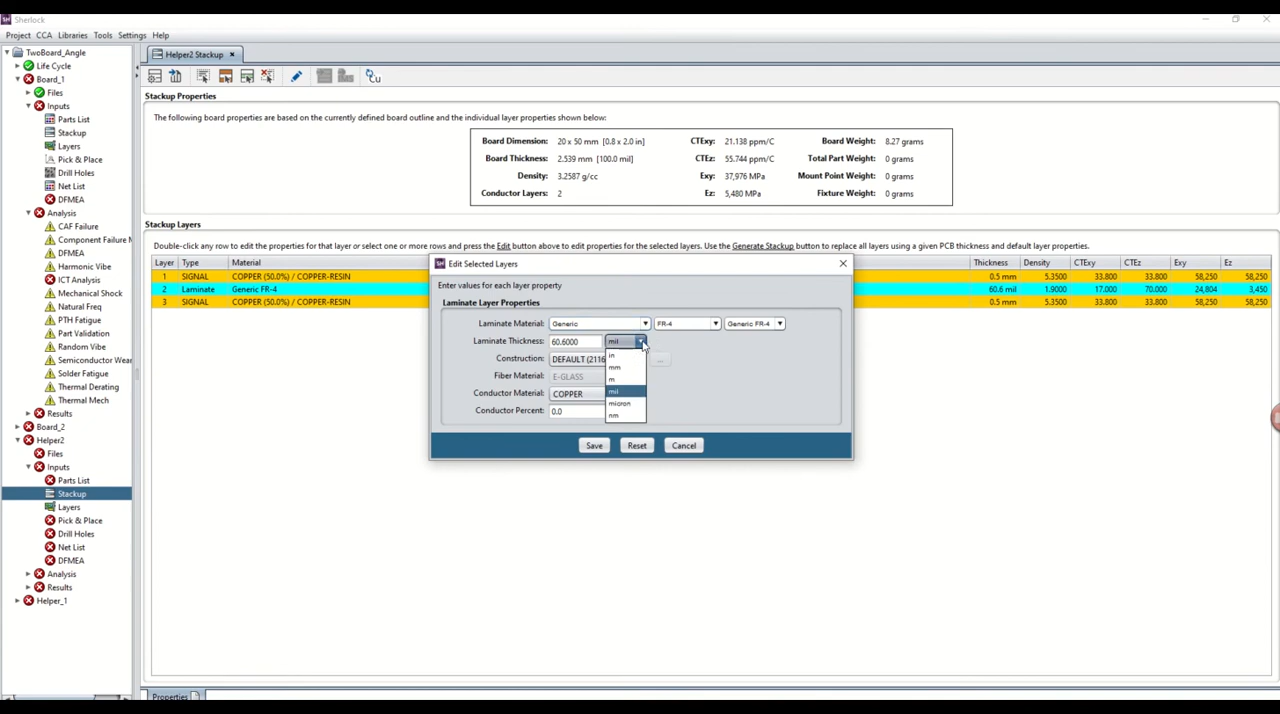 Sherlock
Project CCA Libraries Tools Settings Help
TwoBoard_Angle
Life Cycle
Board_1
Files
Inputs
Parts List
Stackup
Layers
Pick & Place
Drill Holes
Net List
DFMEA
Analysis
CAF Failure
Component Failure M
DFMEA
Harmonic Vibe
ICT Analysis
Mechanical Shock
Natural Freq
PTH Fatigue
Part Validation
Random Vibe
Semiconductor Wear
Solder Fatigue
Thermal Derating
Thermal Mech
Results
Board_2
Helper2
Files
Inputs
Parts List
Stackup
Layers
Pick & Place
Drill Holes
Net List
DFMEA
Analysis
Results
Helper_1
Helper2 Stackup
Stackup Properties
The following board properties are based on the currently defined board outline and the individual layer properties shown below:
Board Dimension: 20 x 50 mm [0.8 x 2.0 in] CTExy: 21.138 ppm/C Board Weight: 8.27 grams
Board Thickness: 2.539 mm [100.0 mil] CTEz: 55.744 ppm/C Total Part Weight: 0 grams
Density: 3.2587 g/cc Exy: 37,976 MPa Mount Point Weight: 0 grams
Conductor Layers: 2 Ez: 5,480 MPa Fixture Weight: 0 grams
Stackup Layers
Double-click any row to edit the properties for that layer or select one or more rows and press the Edit button above to edit properties for the selected layers. Use the Generate Stackup button to replace all layers using a given PCB thickness and default layer properties.
Layer Type Material Thickness Density CTExy CTEz Exy Ez
1 SIGNAL COPPER (50.0%) / COPPER-RESIN 0.5 mm 5.3500 33.800 33.800 58,250 58,250
2 Laminate Generic FR-4 60.6 mil 1.9000 17.000 70.000 24,804 3,450
3 SIGNAL COPPER (50.0%) / COPPER-RESIN 0.5 mm 5.3500 33.800 33.800 58,250 58,250
Edit Selected Layers
Enter values for each layer property
Laminate Layer Properties
Laminate Material: Generic FR-4 Generic FR-4
Laminate Thickness: 60.6000 mil
Construction: DEFAULT (2116 ...
Fiber Material: E-GLASS
Conductor Material: COPPER
Conductor Percent: 0.0
in
mm
m
mil
micron
nm
Save Reset Cancel
Properties